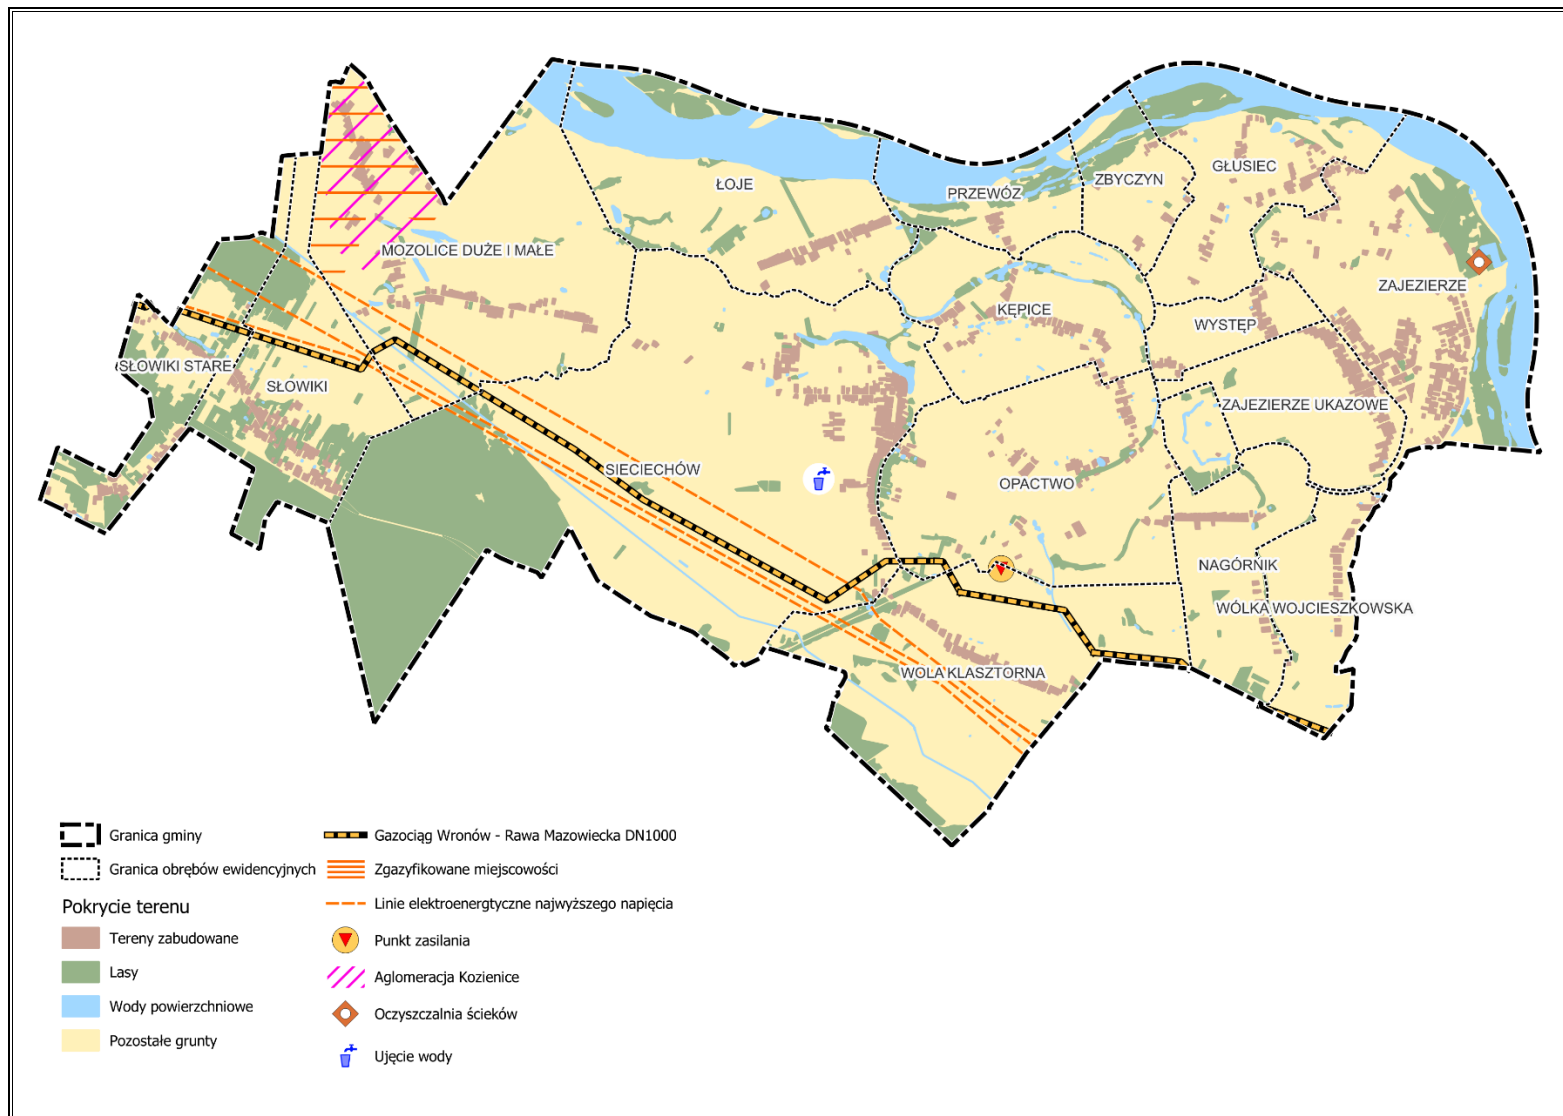 ŁOJE
PRZEWÓZ
ZBYCZYN
GŁUSIEC
MOZOLICE DUŻE I MAŁE
ZAJEZIERZE
KĘPICE
WYSTĘP
SŁOWIKI STARE
SŁOWIKI
ZAJEZIERZE UKAZOWE
SIECIECHÓW
OPACTWO
NAGÓRNIK
WÓLKA WOJCIESZKOWSKA
WOLA KLASZTORNA
Granica gminy
Granica obrębów ewidencyjnych
Pokrycie terenu
Tereny zabudowane
Lasy
Wody powierzchniowe
Pozostałe grunty
Gazociąg Wronów - Rawa Mazowiecka DN1000
Zgazyfikowane miejscowości
Linie elektroenergtyczne najwyższego napięcia
Punkt zasilania
Aglomeracja Kozienice
Oczyszczalnia ścieków
Ujęcie wody